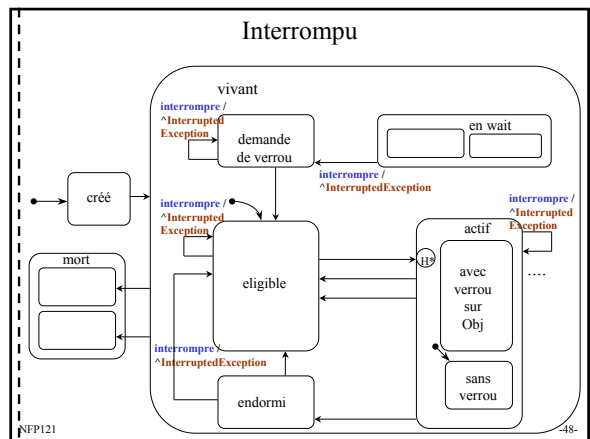 Interrompu
vivant
interrompre /
^Interrupted
Exception
demande
de verrou
en wait
interrompre /
^InterruptedException
créé
interrompre /
^Interrupted
Exception
interrompre /
^Interrupted
Exception
actif
mort
eligible
H*
avec
verrou
sur
Obj
....
interrompre /
^InterruptedException
endormi
sans
verrou
NFP121
-48-